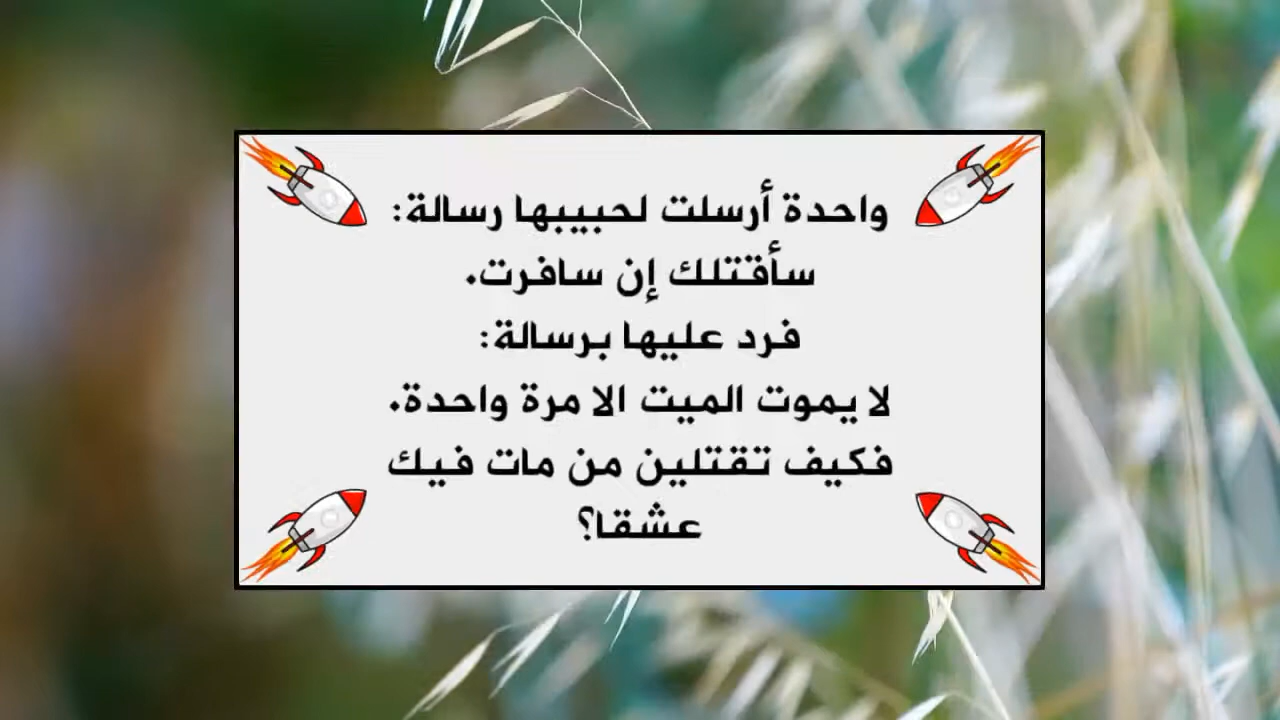 واحدة أرسلت لحبيبها رسالة:
سأقتلك إن سافرت.
فرد عليها برسالة:
لا يموت الميت الا مرة واحدة.
فكيف تقتلين من مات فيك
عشقا؟